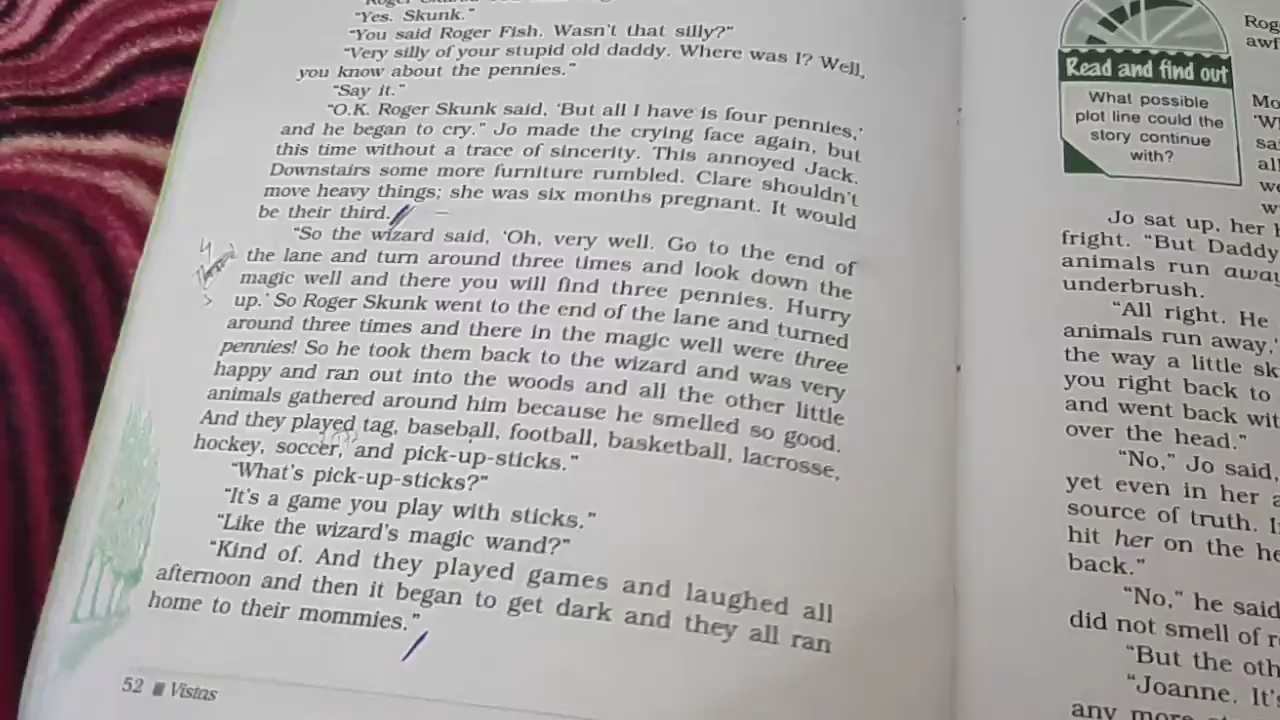 "Yes. Skunk."
"You said Roger Fish. Wasn't that silly?"
"Very silly of your stupid old daddy. Where was I? Well,
you know about the pennies."
"Say it."
"O.K. Roger Skunk said, 'But all I have is four pennies,'
and he began to cry." Jo made the crying face again, but
this time without a trace of sincerity. This annoyed Jack.
Downstairs some more furniture rumbled. Clare shouldn't
move heavy things; she was six months pregnant. It would
be their third.
"So the wizard said, 'Oh, very well. Go to the end of
the lane and turn around three times and look down the
magic well and there you will find three pennies. Hurry
up.' So Roger Skunk went to the end of the lane and turned
around three times and there in the magic well were three
pennies! So he took them back to the wizard and was very
happy and ran out into the woods and all the other little
animals gathered around him because he smelled so good.
And they played tag, baseball, football, basketball, lacrosse,
hockey, soccer, and pick-up-sticks."
"What's pick-up-sticks?"
"It's a game you play with sticks."
"Like the wizard's magic wand?"
"Kind of. And they played games and laughed all
afternoon and then it began to get dark and they all ran
home to their mommies."
52 ■ Vistas
Read and find out
What possible
plot line could the
story continue
with?
Jo sat up, her
fright. "But Daddy
animals run
underbrush.
"All right. He
animals run away,'
the way a little
you right back to
and went back
over the head."
"No," Jo said,
yet even in her
source of truth.
hit her on the
back."
"No," he said
did not smell of
"But the
"Joanne. It's
any more